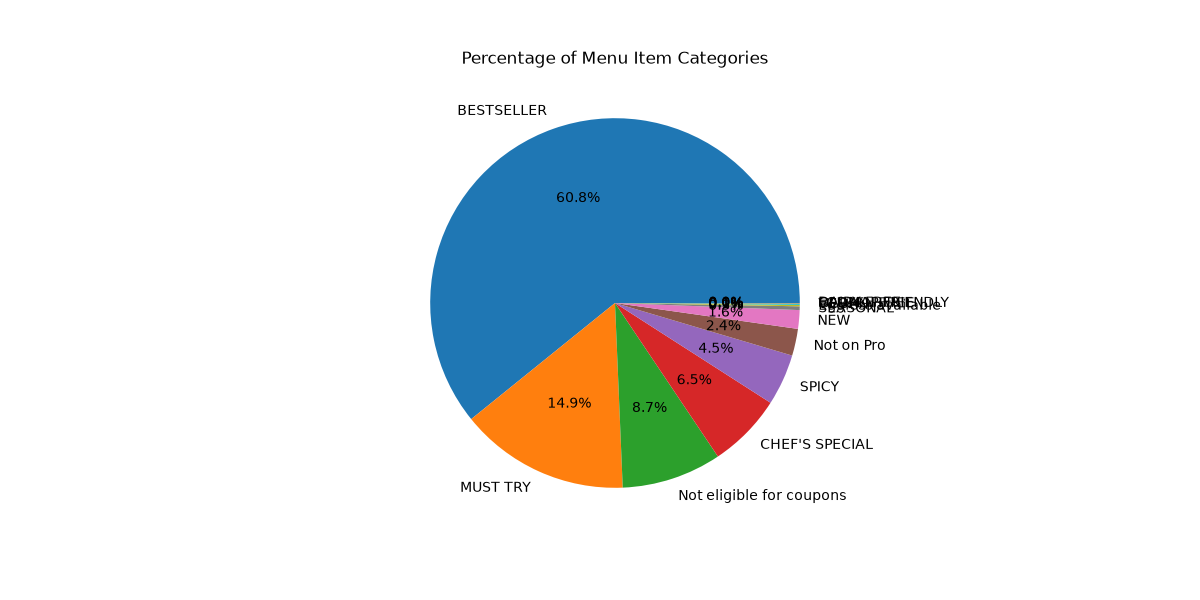 Percentage of Menu Item Categories
BESTSELLER
60.8%
SEASONAL
1.6%
NEW
2.4%
Not on Pro
4.5%
SPICY
6.5%
CHEF'S SPECIAL
8.7%
Not eligible for coupons
14.9%
MUST TRY